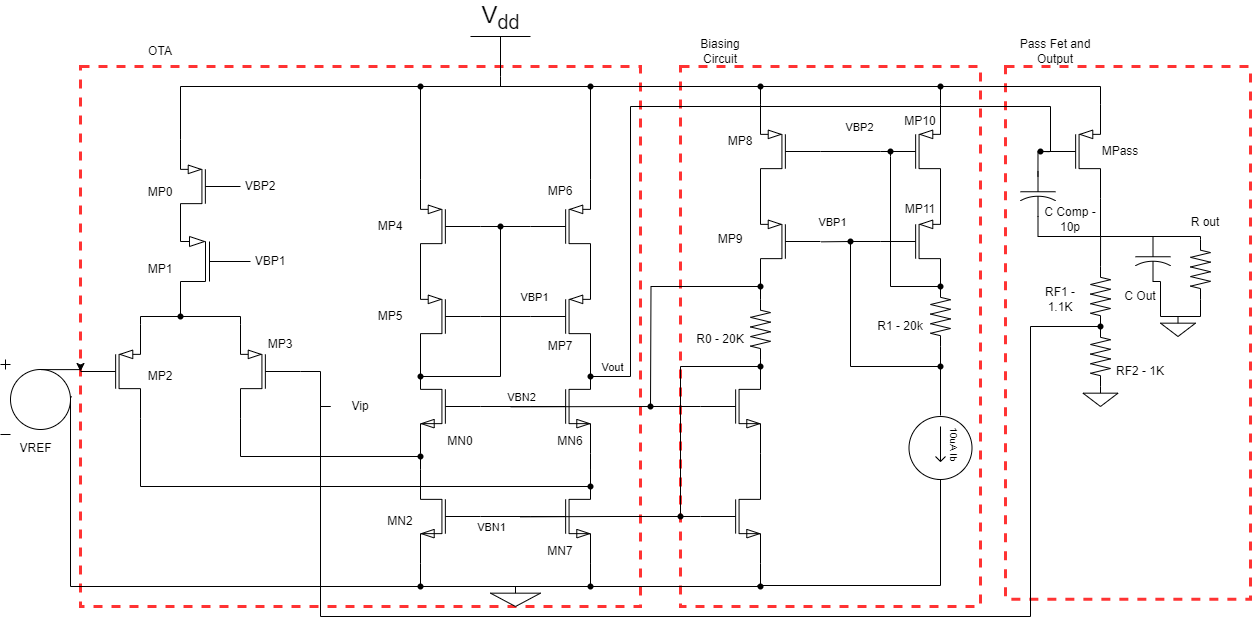 Vdd
OTA
Biasing
Circuit
Pass Fet and
Output
MP0
VBP2
MP1
VBP1
MP2
MP3
Vip
+
−
VREF
MP4
MP6
MP5
VBP1
MP7
Vout
VBN2
MN0
MN6
MN2
VBN1
MN7
MP8
VBP2
MP10
MP9
VBP1
MP11
R0 - 20K
R1 - 20k
10uA Ib
MPass
C Comp -
10p
R out
C Out
RF1 -
1.1K
RF2 - 1K